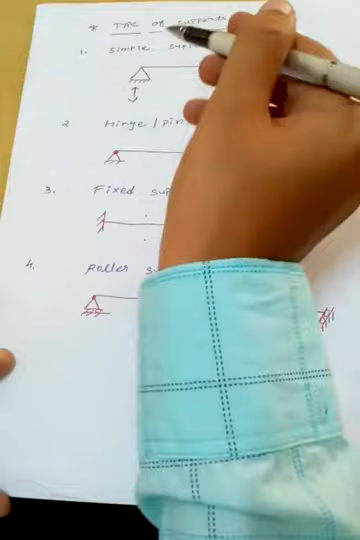 * Type of supports
1. Simple
2. Hinge / Pin
3. Fixed
4. Roller